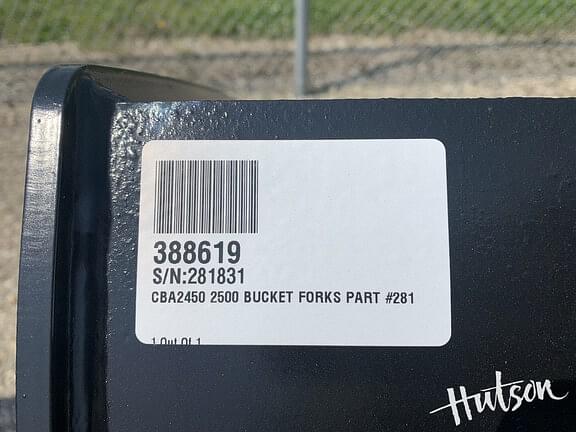 388619
S/N:281831
CBA2450 2500 BUCKET FORKS PART #281
1 Out Of 1
Hutson